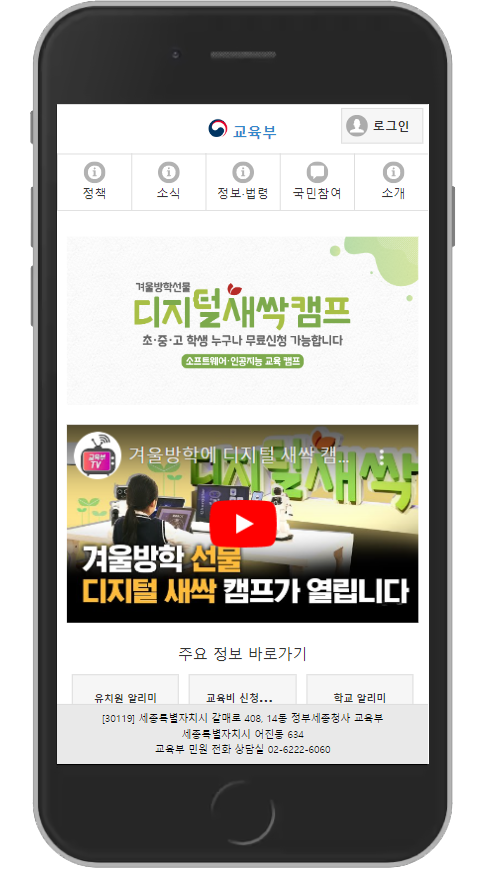 교육부
로그인
정책
소식
정보·법령
국민참여
소개
겨울방학선물
디지털새싹캠프
초·중·고 학생 누구나 무료신청 가능합니다
소프트웨어·인공지능 교육 캠프
교육부
TV
겨울방학에 디지털 새싹 캠...
디지털새싹
겨울방학 선물
디지털 새싹 캠프가 열립니다
주요 정보 바로가기
유치원 알리미
교육비 신청...
학교 알리미
[30119] 세종특별자치시 갈매로 408, 14동 정부세종청사 교육부
세종특별자치시 어진동 634
교육부 민원 전화 상담실 02-6222-6060